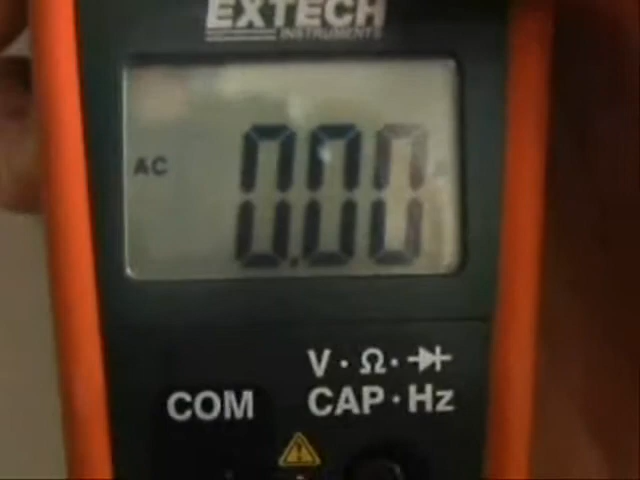 EXTECH
INSTRUMENTS
AC 0.00
V·Ω·
COM CAP·Hz